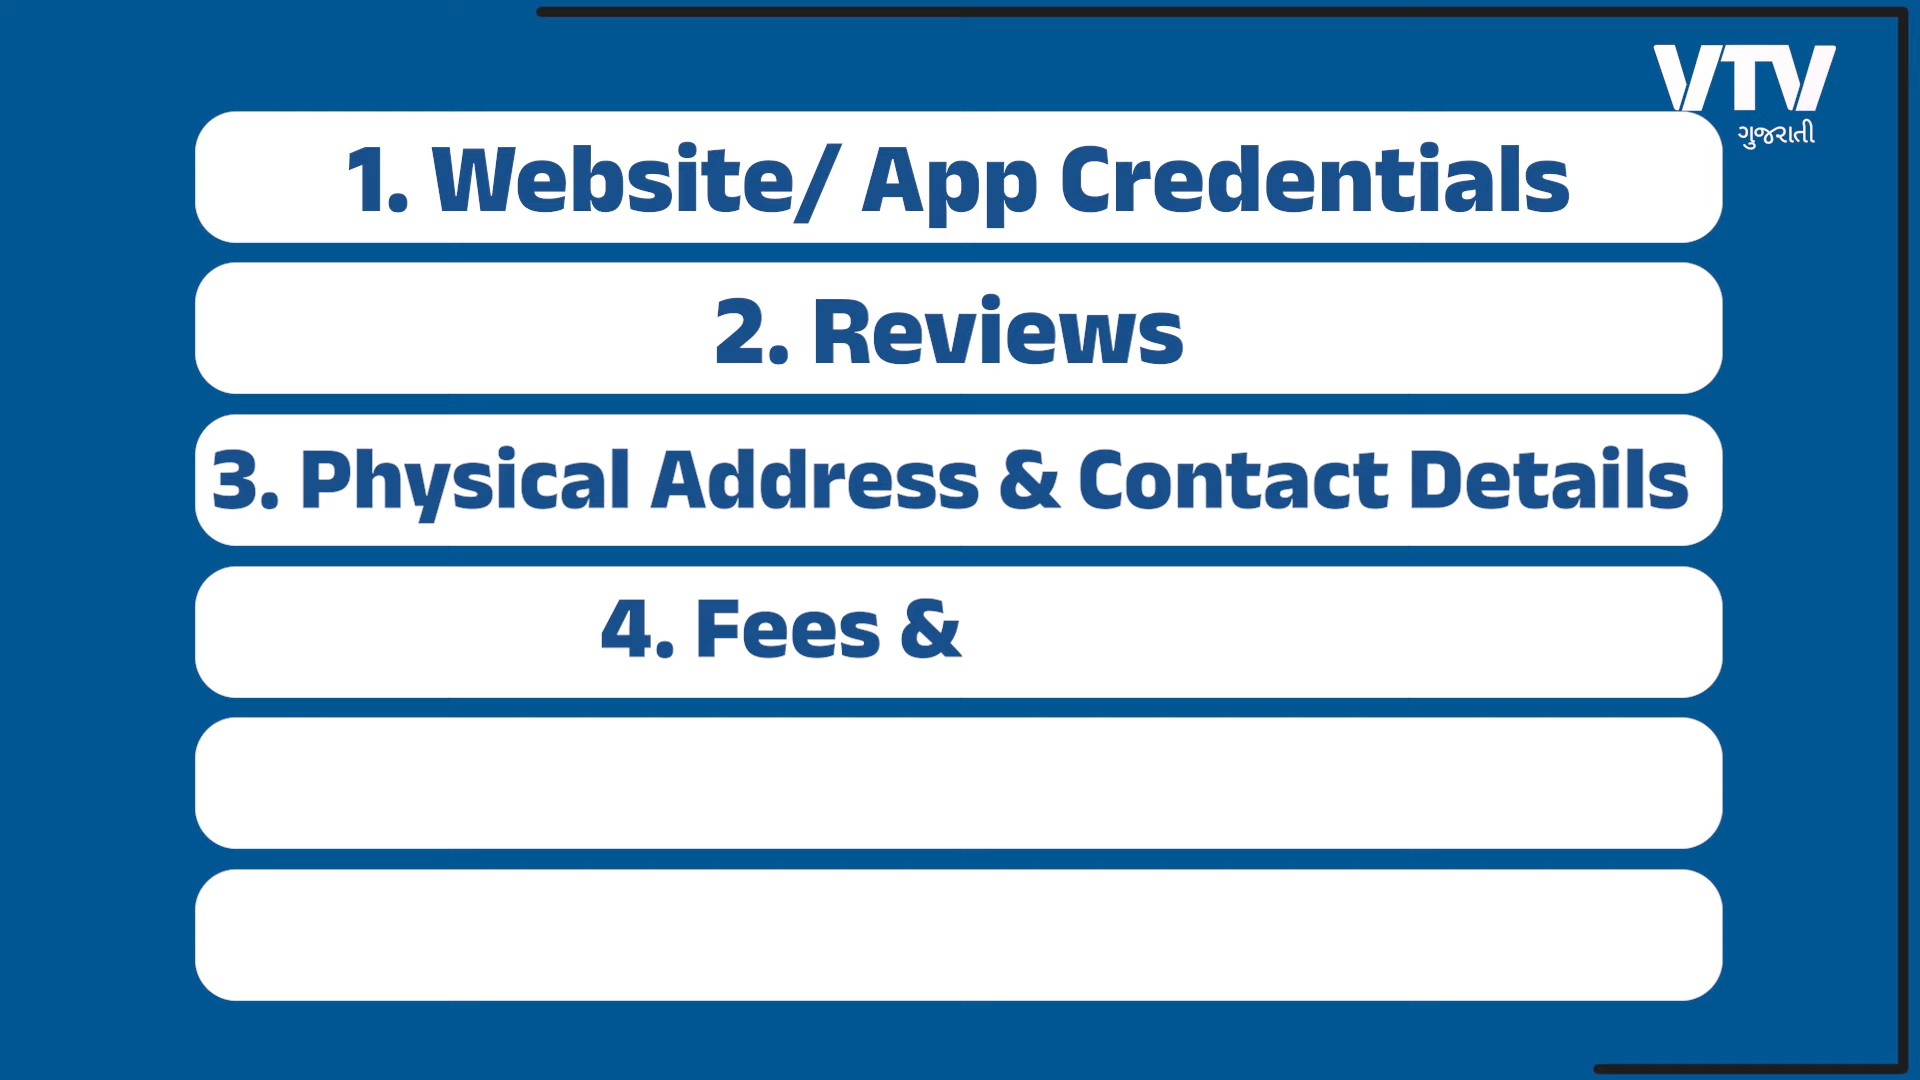 VTV
ગુજરાતી
1. Website/ App Credentials
2. Reviews
3. Physical Address & Contact Details
4. Fees &